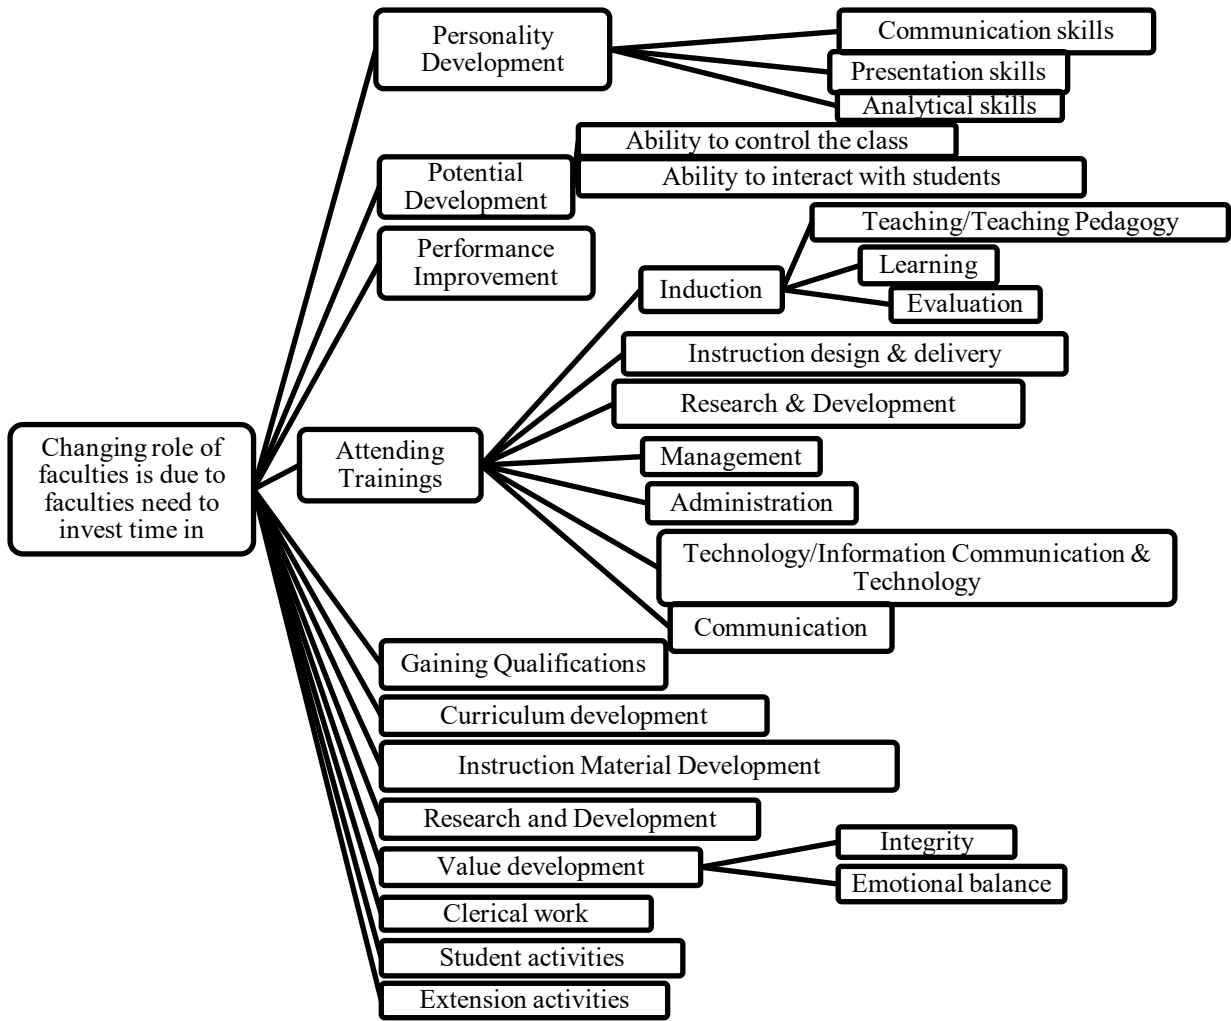 Personality
Development
Communication skills
Presentation skills
Analytical skills
Potential
Development
Ability to control the class
Ability to interact with students
Performance
Improvement
Changing role of
faculties is due to
faculties need to
invest time in
Attending
Trainings
Induction
Teaching/Teaching Pedagogy
Learning
Evaluation
Instruction design & delivery
Research & Development
Management
Administration
Technology/Information Communication &
Technology
Communication
Gaining Qualifications
Curriculum development
Instruction Material Development
Research and Development
Value development
Integrity
Emotional balance
Clerical work
Student activities
Extension activities